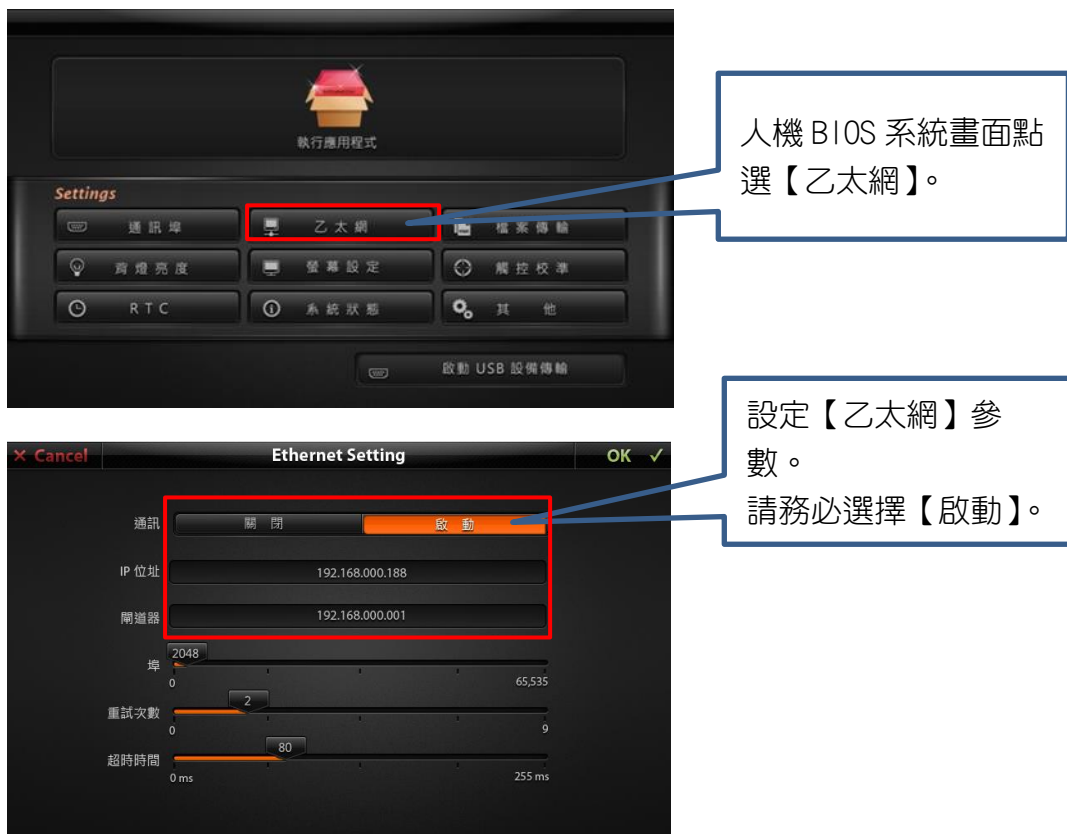 執行應用程式
Settings
通訊埠
乙太網
檔案傳輸
背燈亮度
螢幕設定
觸控校準
RTC
系統狀態
其他
啟動 USB 設備傳輸
人機 BIOS 系統畫面點
選【乙太網】。
× Cancel
Ethernet Setting
OK ✓
通訊
關閉
啟動
IP 位址
192.168.000.188
閘道器
192.168.000.001
埠
2048
0
65,535
重試次數
2
0
9
超時時間
80
0 ms
255 ms
設定【乙太網】參
數。
請務必選擇【啟動】。